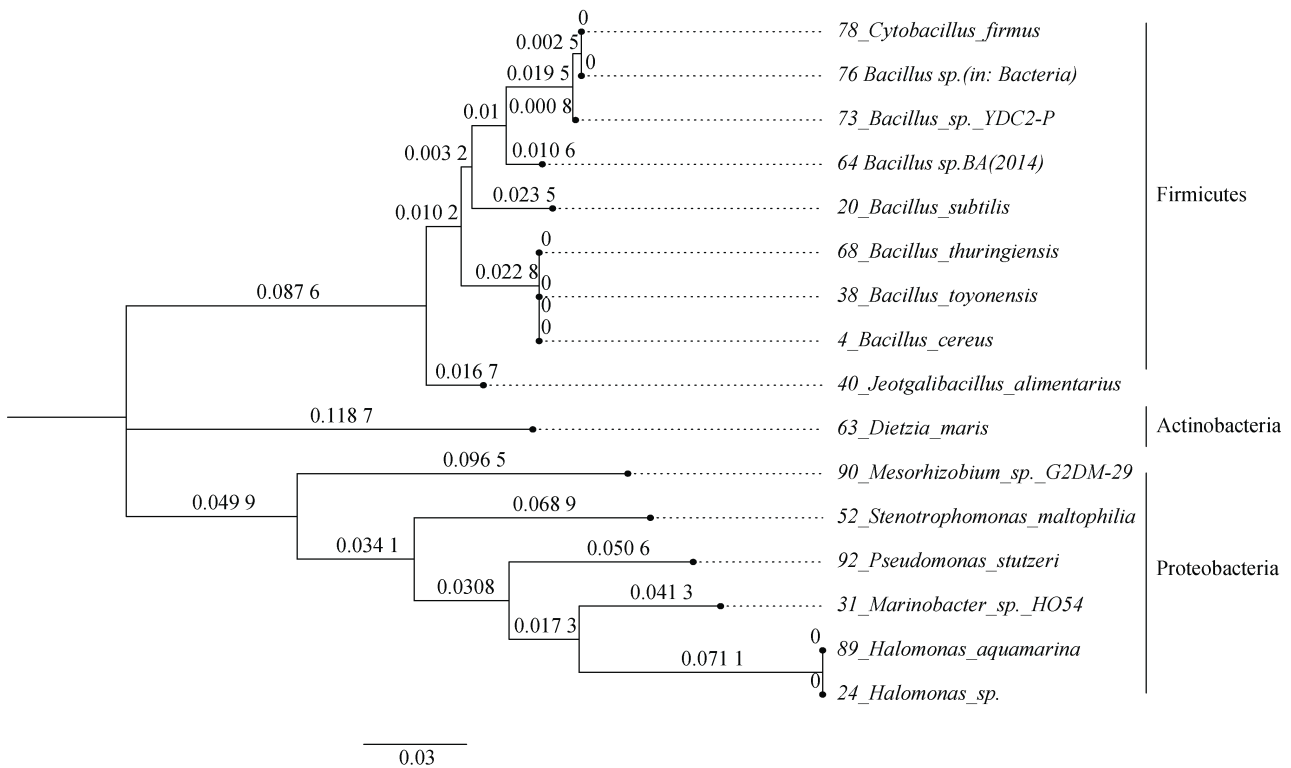 0
78_Cytobacillus_firmus
0.002 5
0
76 Bacillus sp.(in: Bacteria)
0.019 5
0.000 8
73_Bacillus_sp._YDC2-P
0.01
0.010 6
64 Bacillus sp.BA(2014)
0.003 2
0.023 5
20_Bacillus_subtilis
Firmicutes
0.010 2
0
68_Bacillus_thuringiensis
0.022 8
0
38_Bacillus_toyonensis
0
0
4_Bacillus_cereus
0.087 6
0.016 7
40_Jeotgalibacillus_alimentarius
0.118 7
63_Dietzia_maris
Actinobacteria
0.096 5
90_Mesorhizobium_sp._G2DM-29
0.049 9
0.068 9
52_Stenotrophomonas_maltophilia
0.034 1
0.050 6
92_Pseudomonas_stutzeri
Proteobacteria
0.0308
0.041 3
31_Marinobacter_sp._HO54
0.017 3
0
89_Halomonas_aquamarina
0.071 1
0
24_Halomonas_sp.
0.03